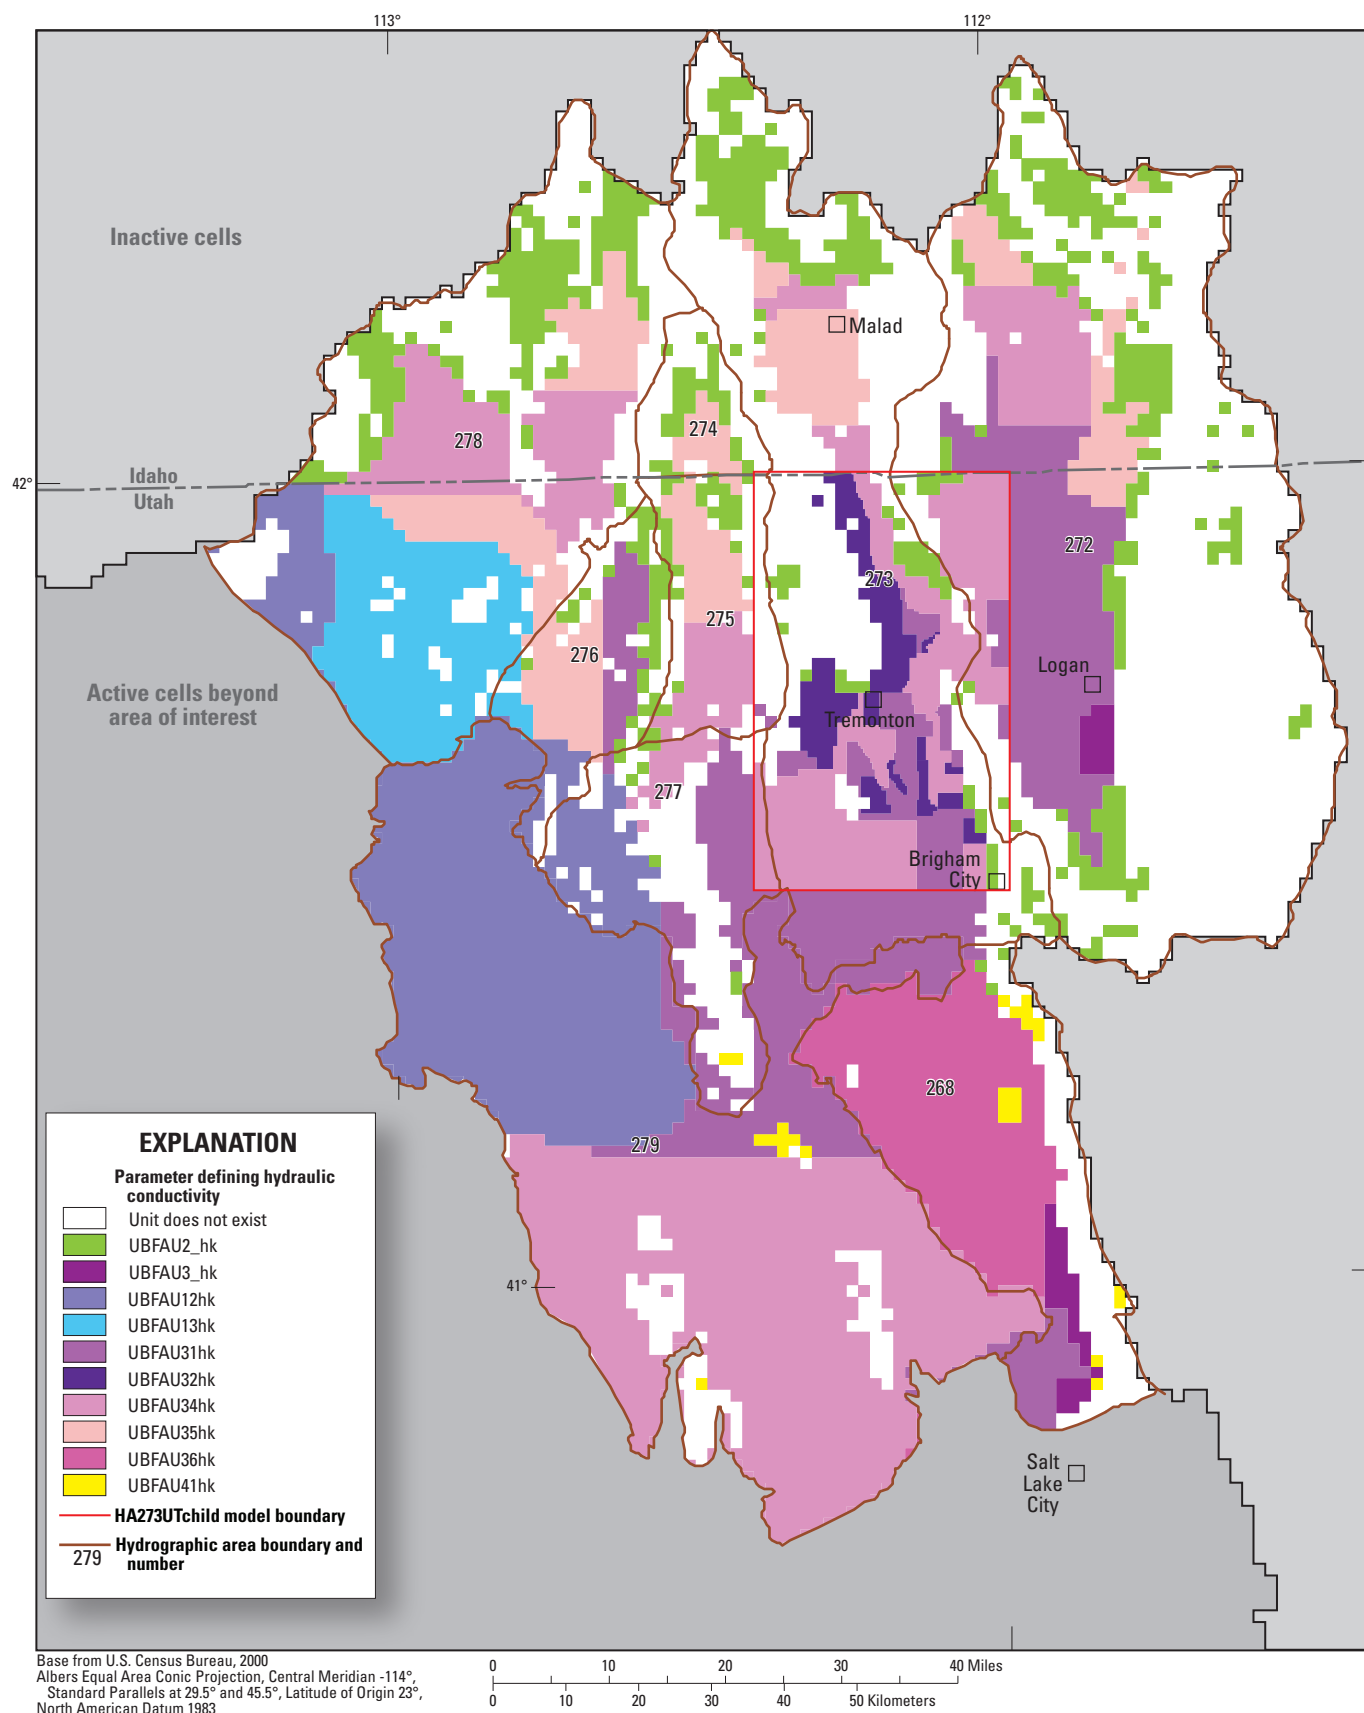 113°
112°
Inactive cells
Malad
274
278
Idaho
42°
Utah
272
273
275
276
Logan
Active cells beyond
area of interest
Tremonton
277
Brigham
City
268
279
41°
Salt
Lake
City
EXPLANATION
Parameter defining hydraulic
conductivity
Unit does not exist
UBFAU2_hk
UBFAU3_hk
UBFAU12hk
UBFAU13hk
UBFAU31hk
UBFAU32hk
UBFAU34hk
UBFAU35hk
UBFAU36hk
UBFAU41hk
HA273UTchild model boundary
Hydrographic area boundary and
279 number
Base from U.S. Census Bureau, 2000
Albers Equal Area Conic Projection, Central Meridian -114°,
Standard Parallels at 29.5° and 45.5°, Latitude of Origin 23°,
North American Datum 1983
0 10 20 30 40 Miles
0 10 20 30 40 50 Kilometers